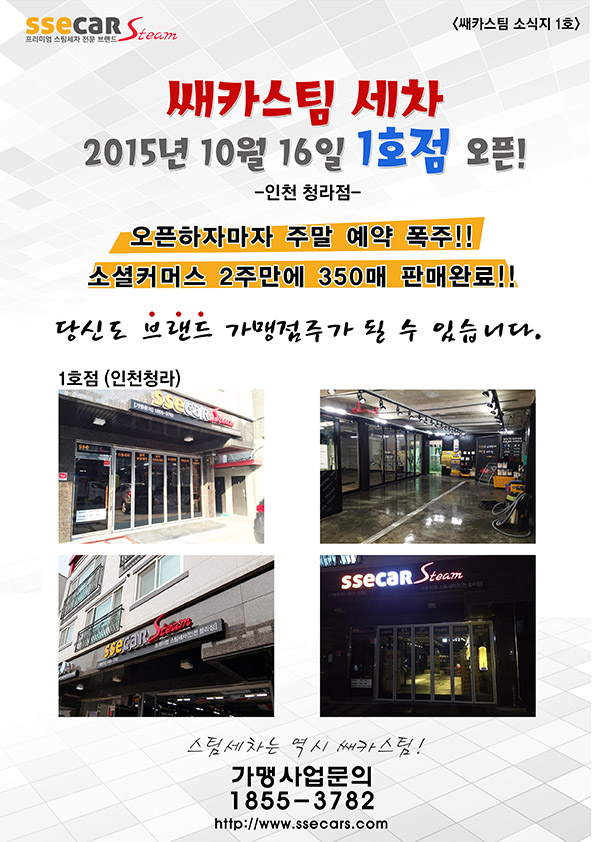 ssecar Steam
프리미엄 스팀세차 전문 브랜드
<쌔카스팀 소식지 1호>
쌔카스팀 세차
2015년 10월 16일 1호점 오픈!
-인천 청라점-
오픈하자마자 주말 예약 폭주!!
소셜커머스 2주만에 350매 판매완료!!
당신도 브랜드 가맹점주가 될 수 있습니다.
1호점 (인천청라)
ssecar Steam
ssecar Steam
ssecar Steam
스팀세차는 역시 쌔카스팀!
가맹사업문의
1855-3782
http://www.ssecars.com